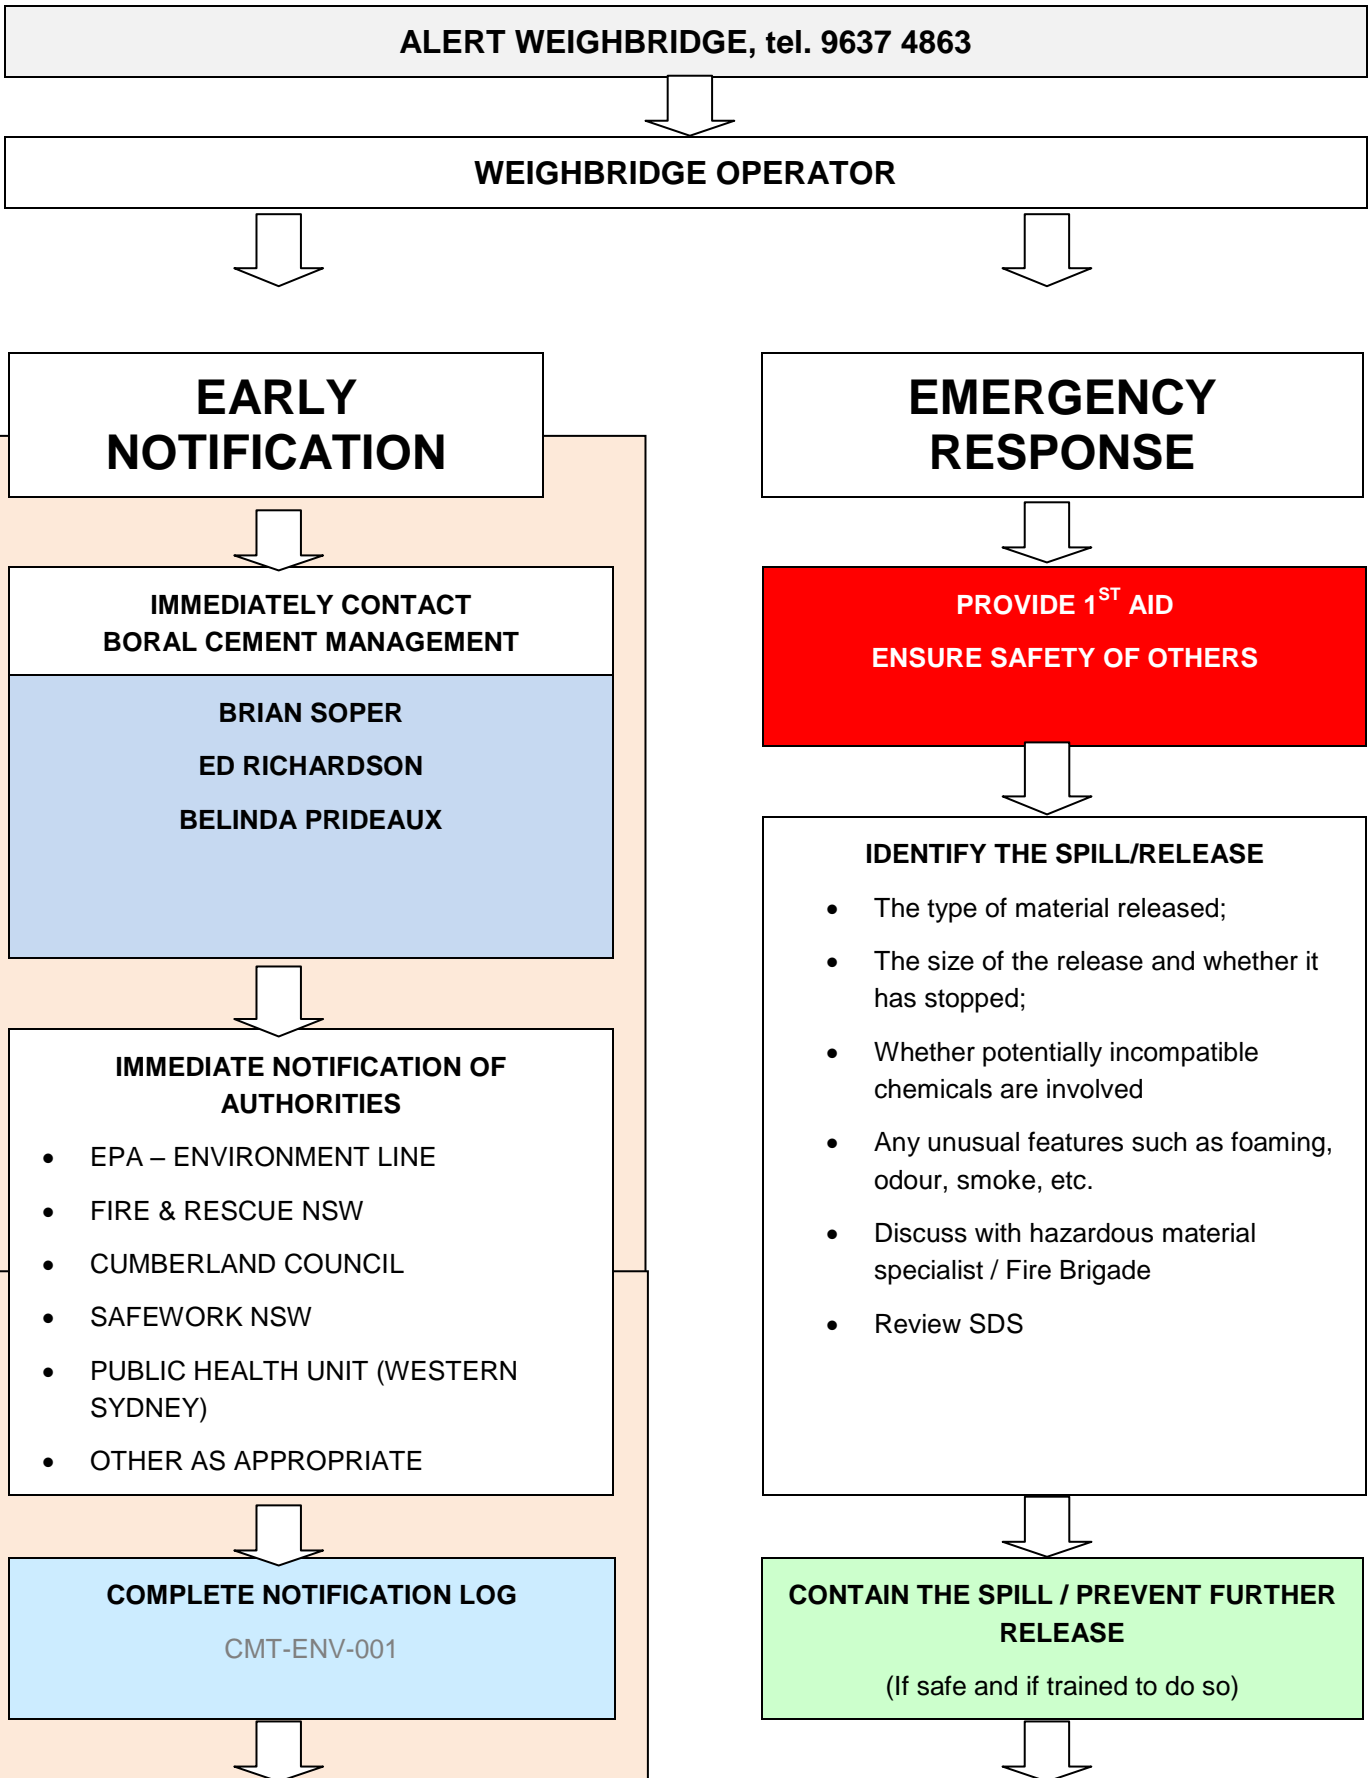 ALERT WEIGHBRIDGE, tel. 9637 4863
WEIGHBRIDGE OPERATOR
EARLY
NOTIFICATION
IMMEDIATELY CONTACT
BORAL CEMENT MANAGEMENT
BRIAN SOPER
ED RICHARDSON
BELINDA PRIDEAUX
IMMEDIATE NOTIFICATION OF
AUTHORITIES
• EPA – ENVIRONMENT LINE
• FIRE & RESCUE NSW
• CUMBERLAND COUNCIL
• SAFEWORK NSW
• PUBLIC HEALTH UNIT (WESTERN
SYDNEY)
• OTHER AS APPROPRIATE
COMPLETE NOTIFICATION LOG
CMT-ENV-001
EMERGENCY
RESPONSE
PROVIDE 1ST AID
ENSURE SAFETY OF OTHERS
IDENTIFY THE SPILL/RELEASE
• The type of material released;
• The size of the release and whether it
has stopped;
• Whether potentially incompatible
chemicals are involved
• Any unusual features such as foaming,
odour, smoke, etc.
• Discuss with hazardous material
specialist / Fire Brigade
• Review SDS
CONTAIN THE SPILL / PREVENT FURTHER
RELEASE
(If safe and if trained to do so)